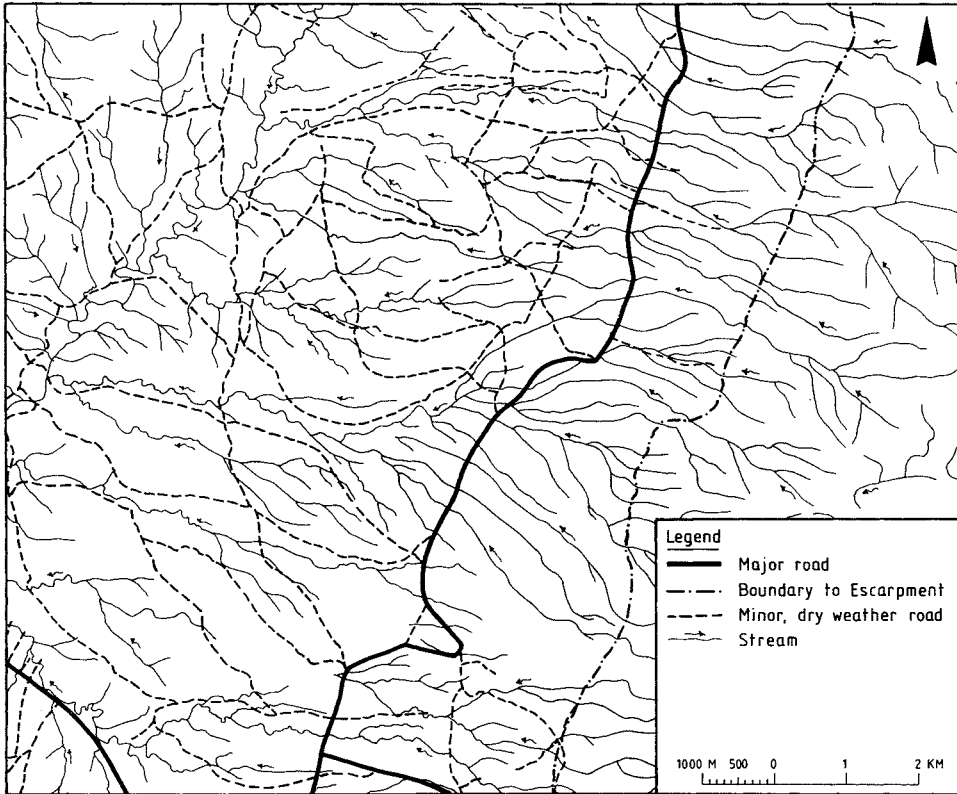 Legend
Major road
Boundary to Escarpment
Minor, dry weather road
Stream
1000 M 500 0 1 2 KM